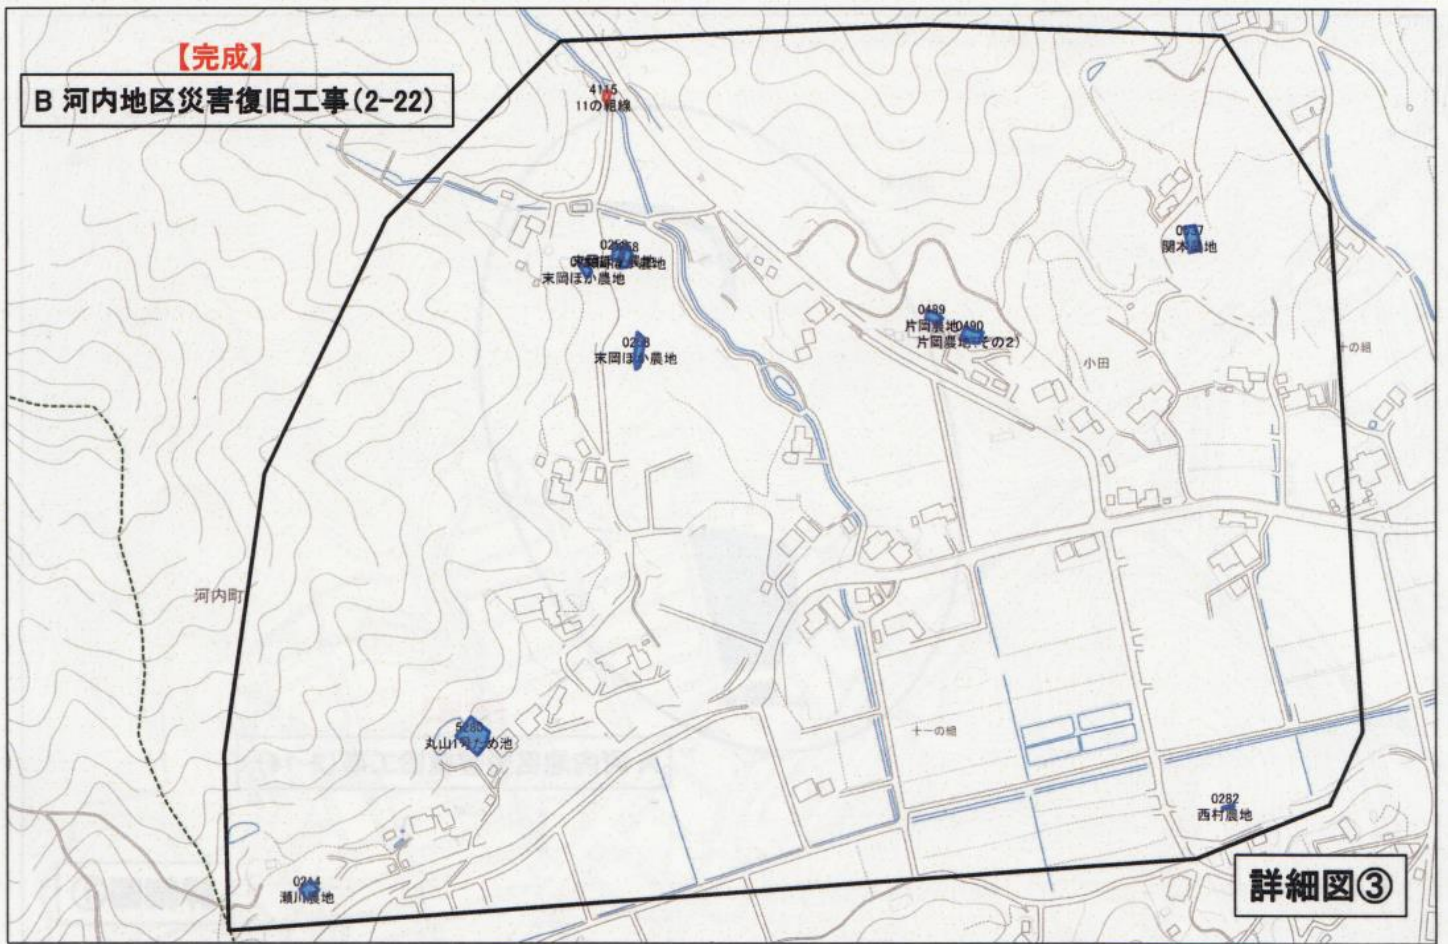 【完成】
B 河内地区災害復旧工事(2-22)
4115
11の組線
関本農地
末岡ほか農地
0489
片岡農地
0490
片岡農地(その2)
末岡ほか農地
小田
十の組
河内町
5280
丸山1号ため池
十一の組
0282
西村農地
瀬川農地
詳細図③